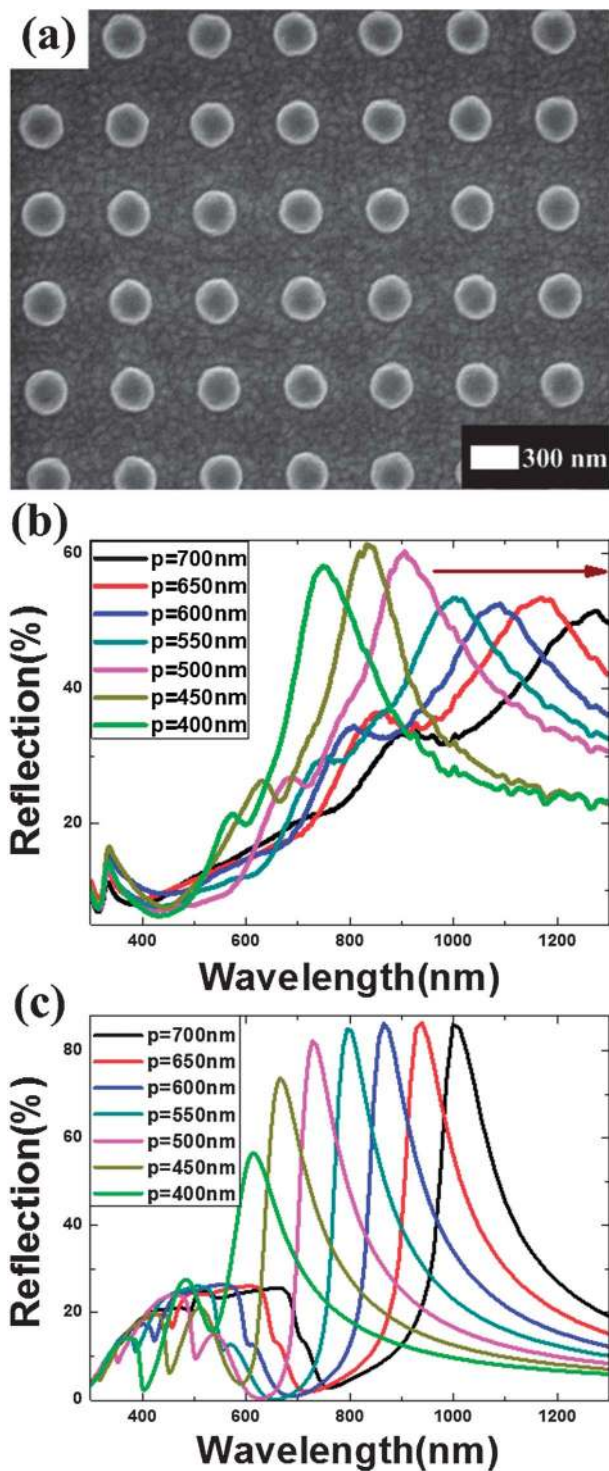 (a)
300 nm
(b)
Reflection(%)
60
40
20
p=700nm
p=650nm
p=600nm
p=550nm
p=500nm
p=450nm
p=400nm
400 600 800 1000 1200
Wavelength(nm)
(c)
Reflection(%)
80
60
40
20
0
p=700nm
p=650nm
p=600nm
p=550nm
p=500nm
p=450nm
p=400nm
400 600 800 1000 1200
Wavelength(nm)